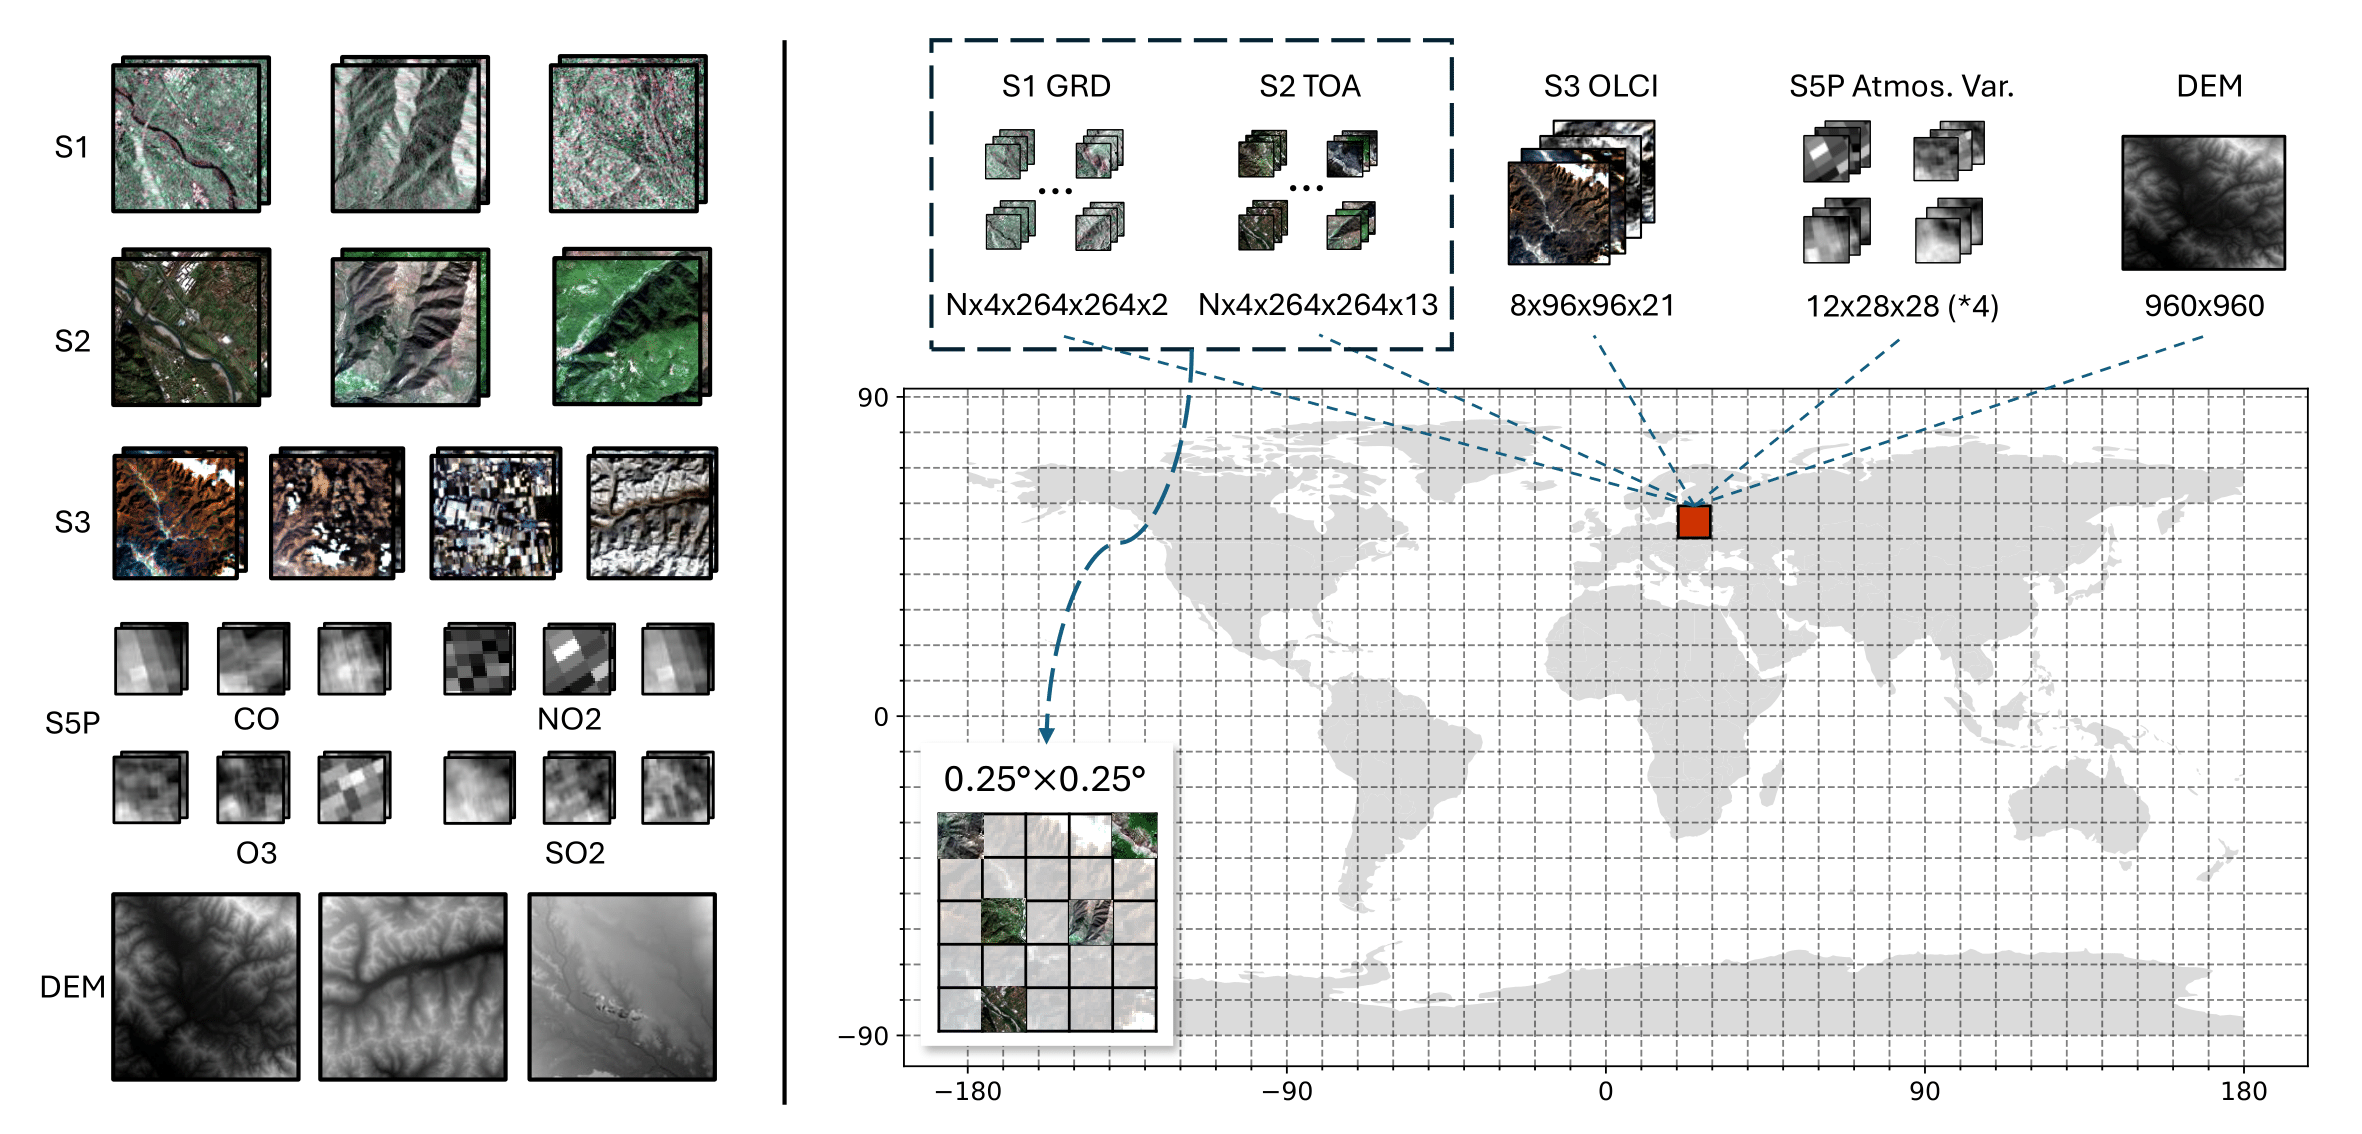 S1
S2
S3
S5P
CO
NO2
O3
SO2
DEM
S1 GRD
S2 TOA
S3 OLCI
S5P Atmos. Var.
DEM
Nx4x264x264x2
Nx4x264x264x13
8x96x96x21
12x28x28 (*4)
960x960
90
0
−90
0.25°×0.25°
−180
−90
0
90
180